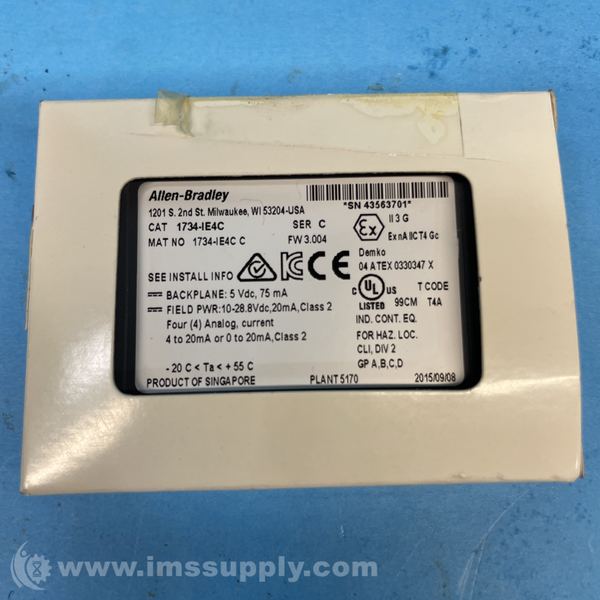 Allen-Bradley
1201 S. 2nd St. Milwaukee, WI 53204-USA
*SN 43563701*
CAT 1734-IE4C SER C
MAT NO 1734-IE4C C FW 3.004
Ex
II 3 G
Ex nA IIC T4 Gc
Demko
04 ATEX 0330347 X
SEE INSTALL INFO
CE
BACKPLANE: 5 Vdc, 75 mA
FIELD PWR:10-28.8Vdc,20mA,Class 2
Four (4) Analog, current
4 to 20mA or 0 to 20mA,Class 2
C UL US T CODE
LISTED 99CM T4A
IND. CONT. EQ.
FOR HAZ. LOC.
CLI, DIV 2
GP A,B,C,D
- 20 C < Ta < + 55 C
PRODUCT OF SINGAPORE PLANT 5170 2015/09/08
www.imssupply.com